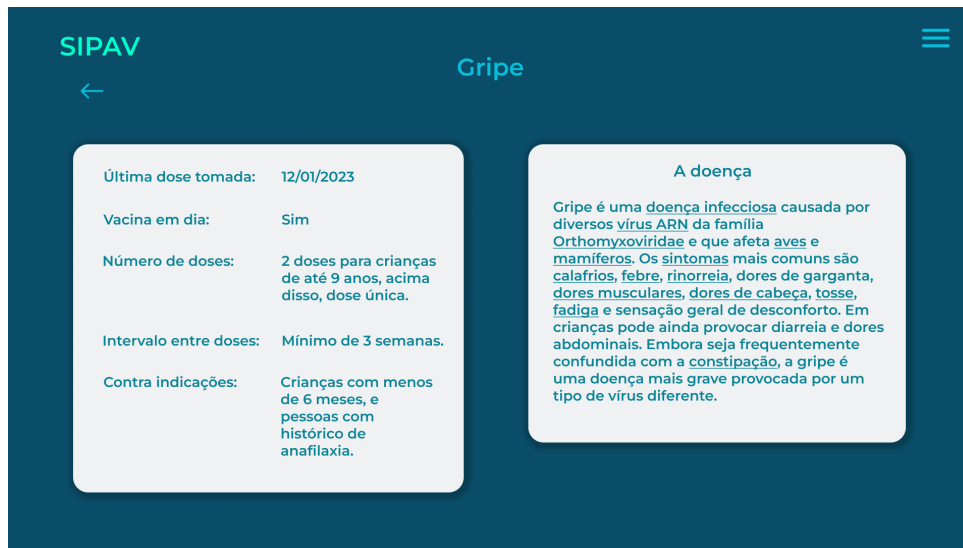 SIPAV
Gripe
Última dose tomada: 12/01/2023
Vacina em dia: Sim
Número de doses: 2 doses para crianças
de até 9 anos, acima
disso, dose única.
Intervalo entre doses: Mínimo de 3 semanas.
Contra indicações: Crianças com menos
de 6 meses, e
pessoas com
histórico de
anafilaxia.
A doença
Gripe é uma doença infecciosa causada por
diversos vírus ARN da família
Orthomyxoviridae e que afeta aves e
mamíferos. Os sintomas mais comuns são
calafrios, febre, rinorreia, dores de garganta,
dores musculares, dores de cabeça, tosse,
fadiga e sensação geral de desconforto. Em
crianças pode ainda provocar diarreia e dores
abdominais. Embora seja frequentemente
confundida com a constipação, a gripe é
uma doença mais grave provocada por um
tipo de vírus diferente.